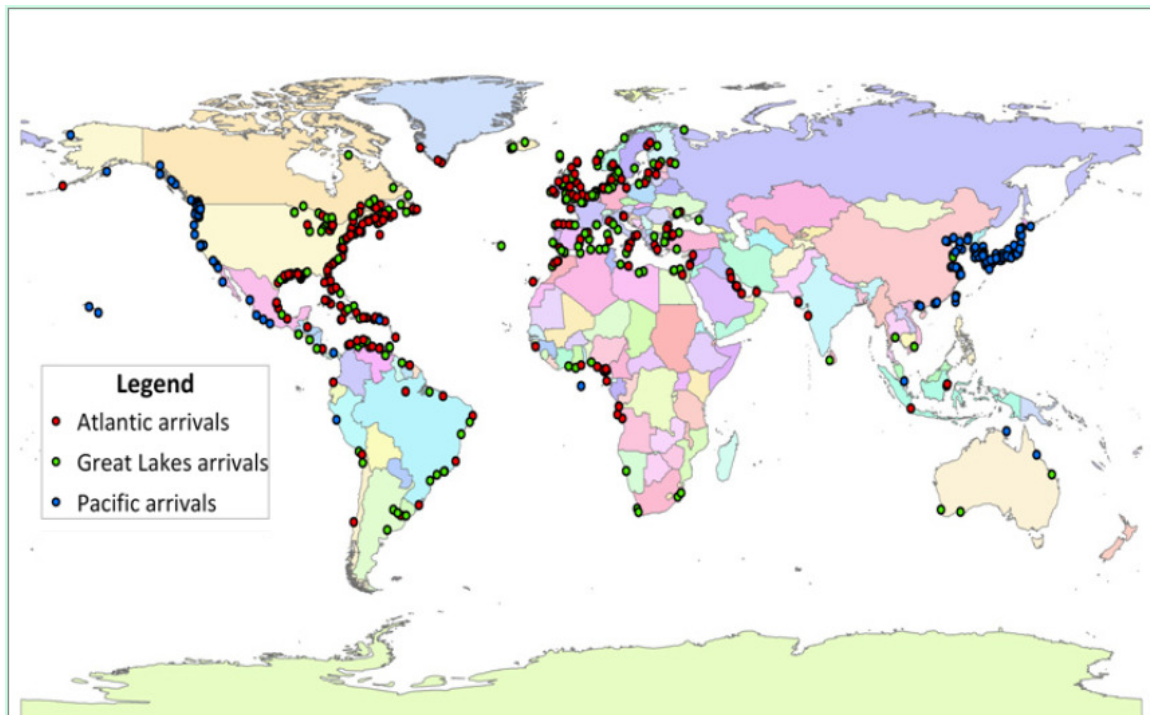 Legend
Atlantic arrivals
Great Lakes arrivals
Pacific arrivals